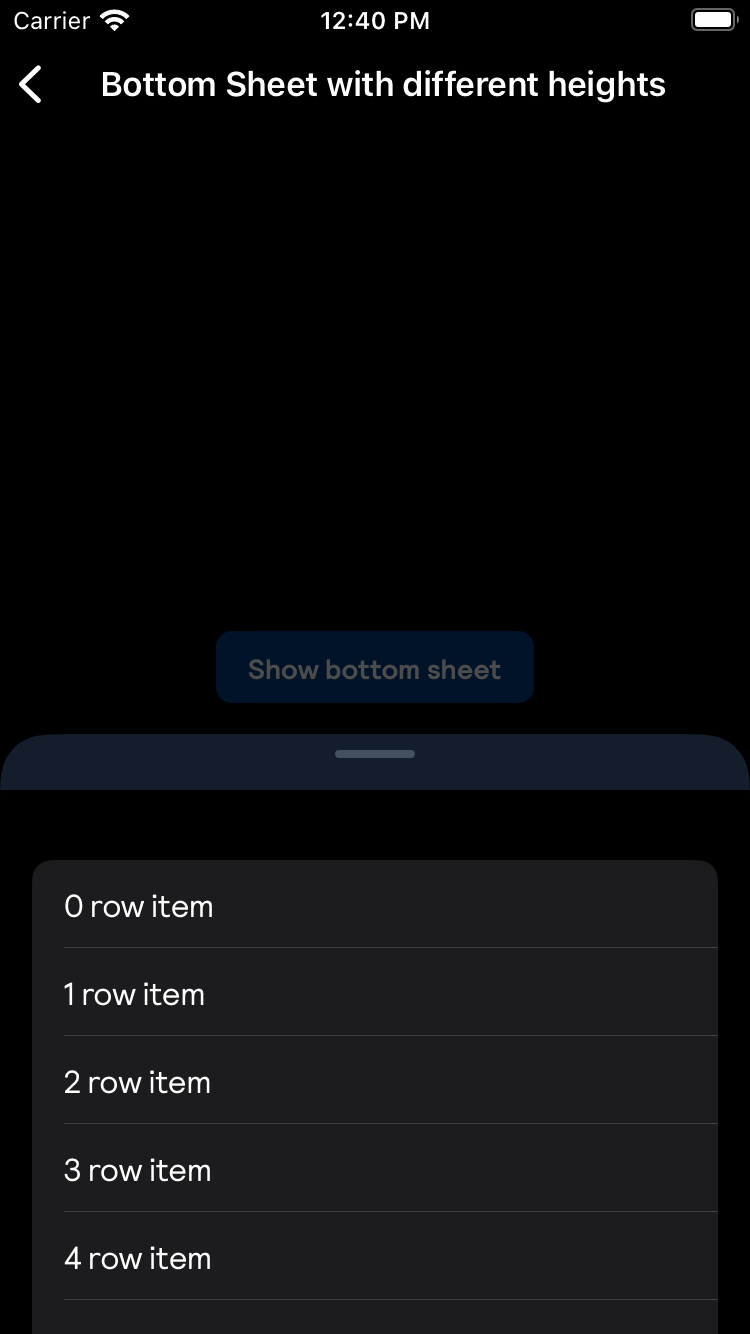 Carrier 12:40 PM
Bottom Sheet with different heights
Show bottom sheet
0 row item
1 row item
2 row item
3 row item
4 row item